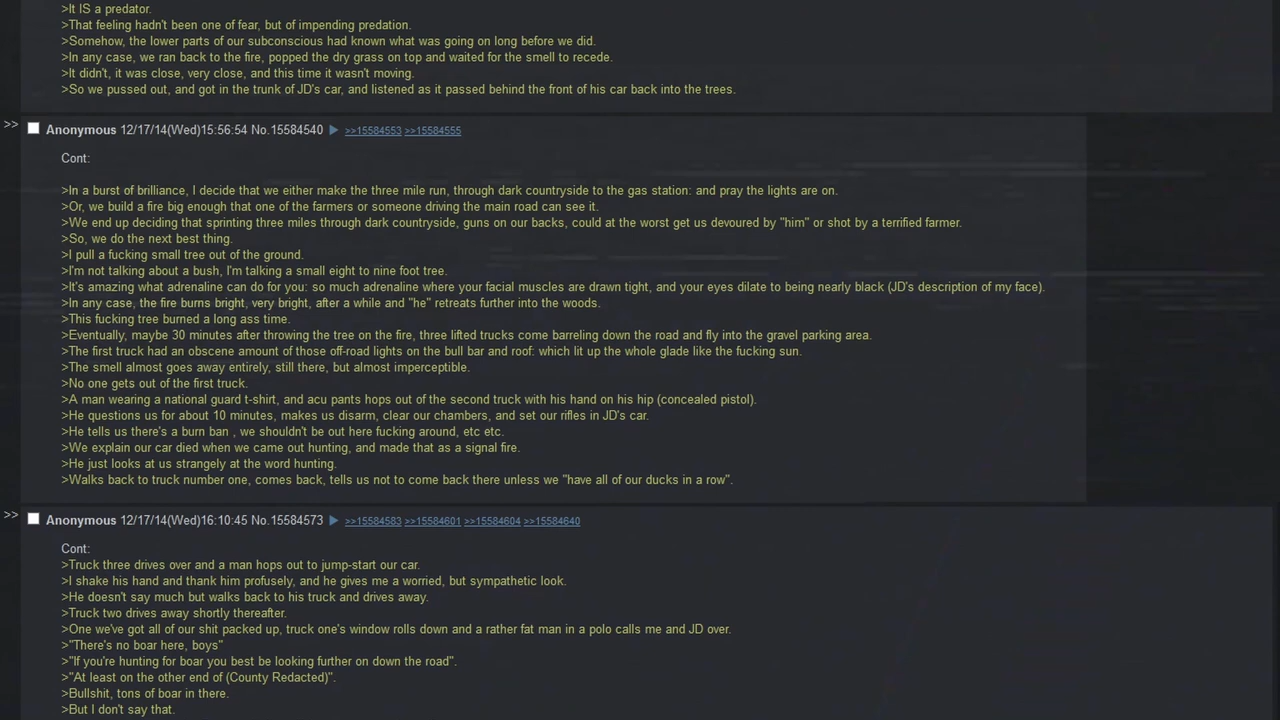 >It IS a predator.
>That feeling hadn't been one of fear, but of impending predation.
>Somehow, the lower parts of our subconscious had known what was going on long before we did.
>In any case, we ran back to the fire, popped the dry grass on top and waited for the smell to recede.
>It didn't, it was close, very close, and this time it wasn't moving.
>So we pussed out, and got in the trunk of JD's car, and listened as it passed behind the front of his car back into the trees.
>> Anonymous 12/17/14(Wed)15:56:54 No.15584540 ▶ >>15584553 >>15584555
Cont:
>In a burst of brilliance, I decide that we either make the three mile run, through dark countryside to the gas station: and pray the lights are on.
>Or, we build a fire big enough that one of the farmers or someone driving the main road can see it.
>We end up deciding that sprinting three miles through dark countryside, guns on our backs, could at the worst get us devoured by "him" or shot by a terrified farmer.
>So, we do the next best thing.
>I pull a fucking small tree out of the ground.
>I'm not talking about a bush, I'm talking a small eight to nine foot tree.
>It's amazing what adrenaline can do for you: so much adrenaline where your facial muscles are drawn tight, and your eyes dilate to being nearly black (JD's description of my face).
>In any case, the fire burns bright, very bright, after a while and "he" retreats further into the woods.
>This fucking tree burned a long ass time.
>Eventually, maybe 30 minutes after throwing the tree on the fire, three lifted trucks come barreling down the road and fly into the gravel parking area.
>The first truck had an obscene amount of those off-road lights on the bull bar and roof: which lit up the whole glade like the fucking sun.
>The smell almost goes away entirely, still there, but almost imperceptible.
>No one gets out of the first truck.
>A man wearing a national guard t-shirt, and acu pants hops out of the second truck with his hand on his hip (concealed pistol).
>He questions us for about 10 minutes, makes us disarm, clear our chambers, and set our rifles in JD's car.
>He tells us there's a burn ban , we shouldn't be out here fucking around, etc etc.
>We explain our car died when we came out hunting, and made that as a signal fire.
>He just looks at us strangely at the word hunting.
>Walks back to truck number one, comes back, tells us not to come back there unless we "have all of our ducks in a row".
>> Anonymous 12/17/14(Wed)16:10:45 No.15584573 ▶ >>15584583 >>15584601 >>15584604 >>15584640
Cont:
>Truck three drives over and a man hops out to jump-start our car.
>I shake his hand and thank him profusely, and he gives me a worried, but sympathetic look.
>He doesn't say much but walks back to his truck and drives away.
>Truck two drives away shortly thereafter.
>One we've got all of our shit packed up, truck one's window rolls down and a rather fat man in a polo calls me and JD over.
>"There's no boar here, boys"
>"If you're hunting for boar you best be looking further on down the road".
>"At least on the other end of (County Redacted)".
>Bullshit, tons of boar in there.
>But I don't say that.